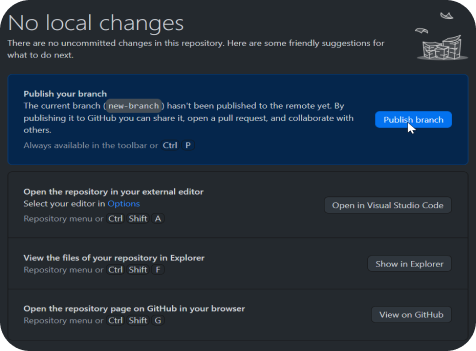 No local changes
There are no uncommitted changes in this repository. Here are some friendly suggestions for
what to do next.
Publish your branch
The current branch (new-branch) hasn't been published to the remote yet. By
publishing it to GitHub you can share it, open a pull request, and collaborate with
others.
Always available in the toolbar or Ctrl P
Publish branch
Open the repository in your external editor
Select your editor in Options
Repository menu or Ctrl Shift A
Open in Visual Studio Code
View the files of your repository in Explorer
Repository menu or Ctrl Shift F
Show in Explorer
Open the repository page on GitHub in your browser
Repository menu or Ctrl Shift G
View on GitHub